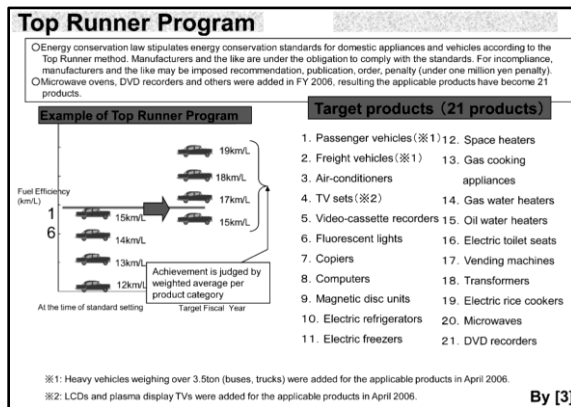 Top Runner Program
○Energy conservation law stipulates energy conservation standards for domestic appliances and vehicles according to the
Top Runner method. Manufacturers and the like are under the obligation to comply with the standards. For incompliance,
manufacturers and the like may be imposed recommendation, publication, order, penalty (under one million yen penalty).
○Microwave ovens, DVD recorders and others were added in FY 2006, resulting the applicable products have become 21
products.
Example of Top Runner Program
Fuel Efficiency
(km/L)
1
6
15km/L
14km/L
13km/L
12km/L
At the time of standard setting
19km/L
18km/L
17km/L
15km/L
Achievement is judged by
weighted average per
product category
Target Fiscal Year
Target products (21 products)
1. Passenger vehicles(※1)
2. Freight vehicles(※1)
3. Air-conditioners
4. TV sets(※2)
5. Video-cassette recorders
6. Fluorescent lights
7. Copiers
8. Computers
9. Magnetic disc units
10. Electric refrigerators
11. Electric freezers
12. Space heaters
13. Gas cooking
appliances
14. Gas water heaters
15. Oil water heaters
16. Electric toilet seats
17. Vending machines
18. Transformers
19. Electric rice cookers
20. Microwaves
21. DVD recorders
※1: Heavy vehicles weighing over 3.5ton (buses, trucks) were added for the applicable products in April 2006.
※2: LCDs and plasma display TVs were added for the applicable products in April 2006.
By [3]